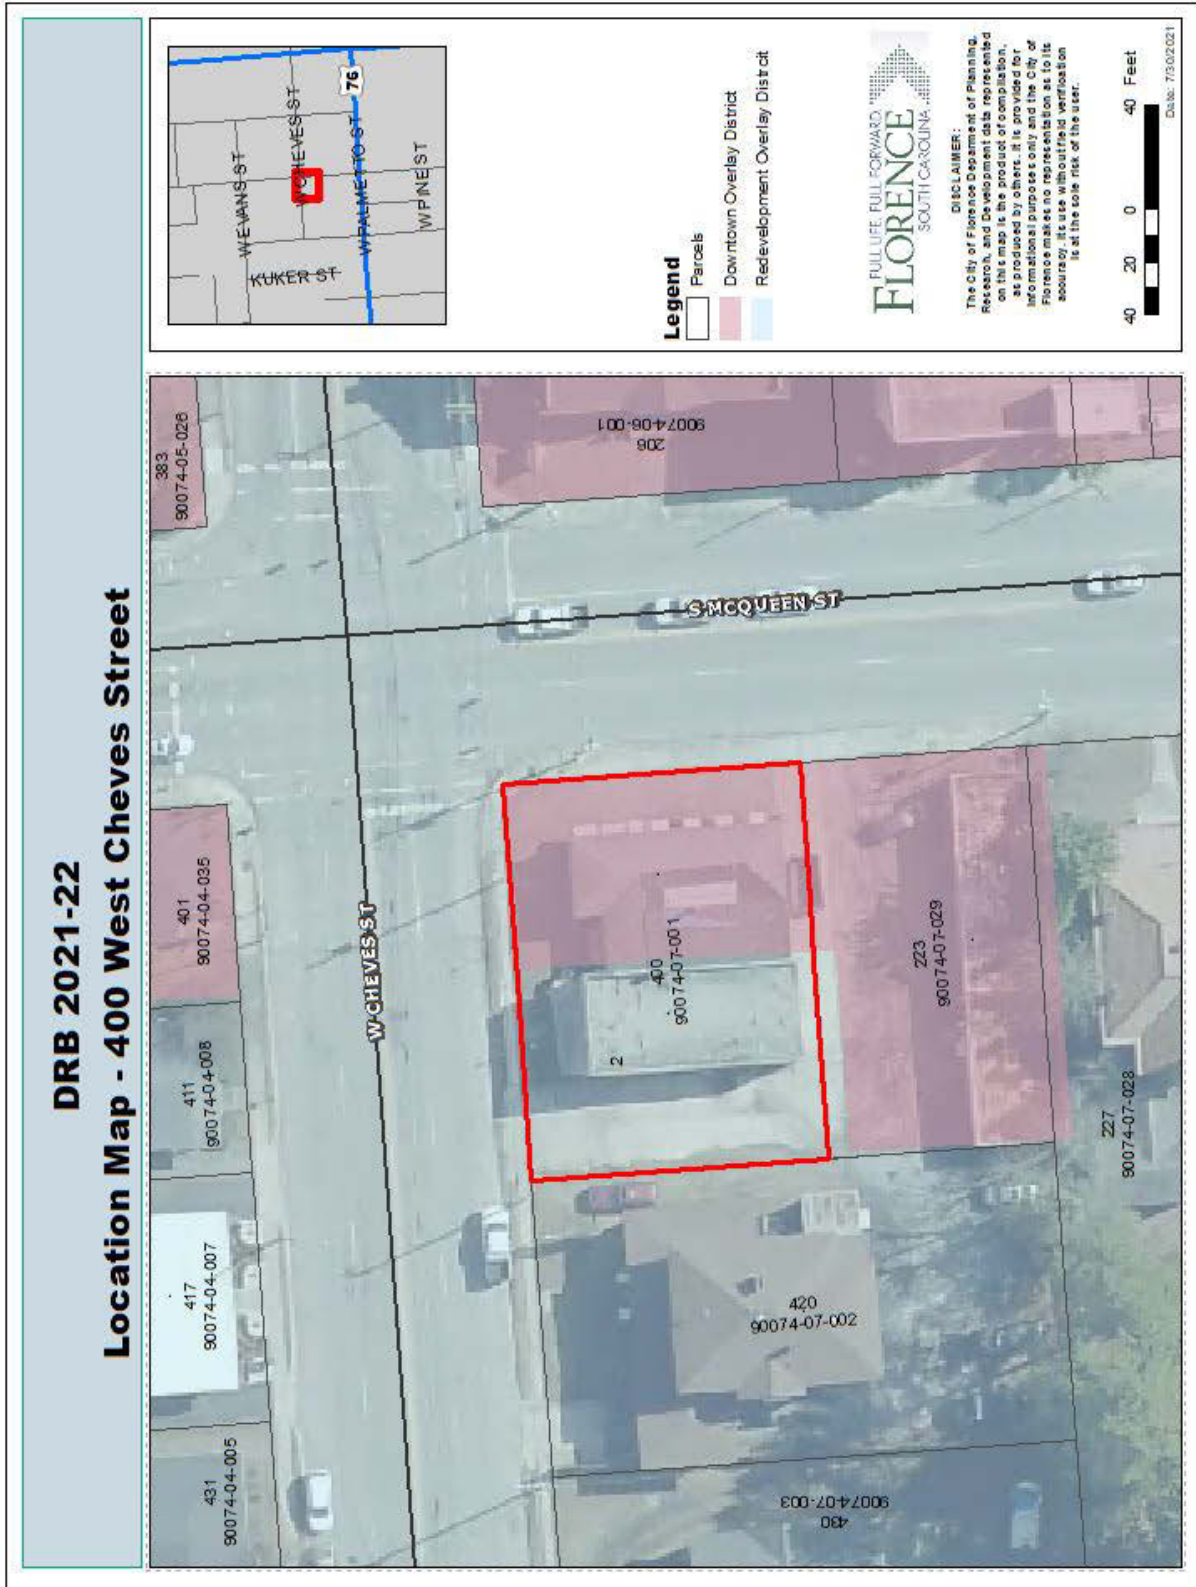 DRB 2021-22
Location Map - 400 West Cheves Street
383
90074-05-026
401
90074-04-035
411
90074-04-008
417
90074-04-007
431
90074-04-005
W CHEVES ST
S MCQUEEN ST
206
90074-06-001
400
90074-07-001
2
223
90074-07-029
227
90074-07-028
420
90074-07-002
430
90074-07-003
W EVANS ST
W CHEVES ST
76
W PALMETTO ST
W PINE ST
KUKER ST
Legend
Parcels
Downtown Overlay District
Redevelopment Overlay Distrcit
FULL LIFE. FULL FORWARD.
FLORENCE
SOUTH CAROLINA
DISCLAIMER:
The City of Florence Deparment of Planning,
Research, and Development data represented
on this map is the product of compilation,
as produced by others. It is provided for
informational purposes only and the City of
Florence makes no representation as to its
accuracy. Its use without field verification
is at the sole risk of the user.
40 20 0 40 Feet
Date: 7/30/2021